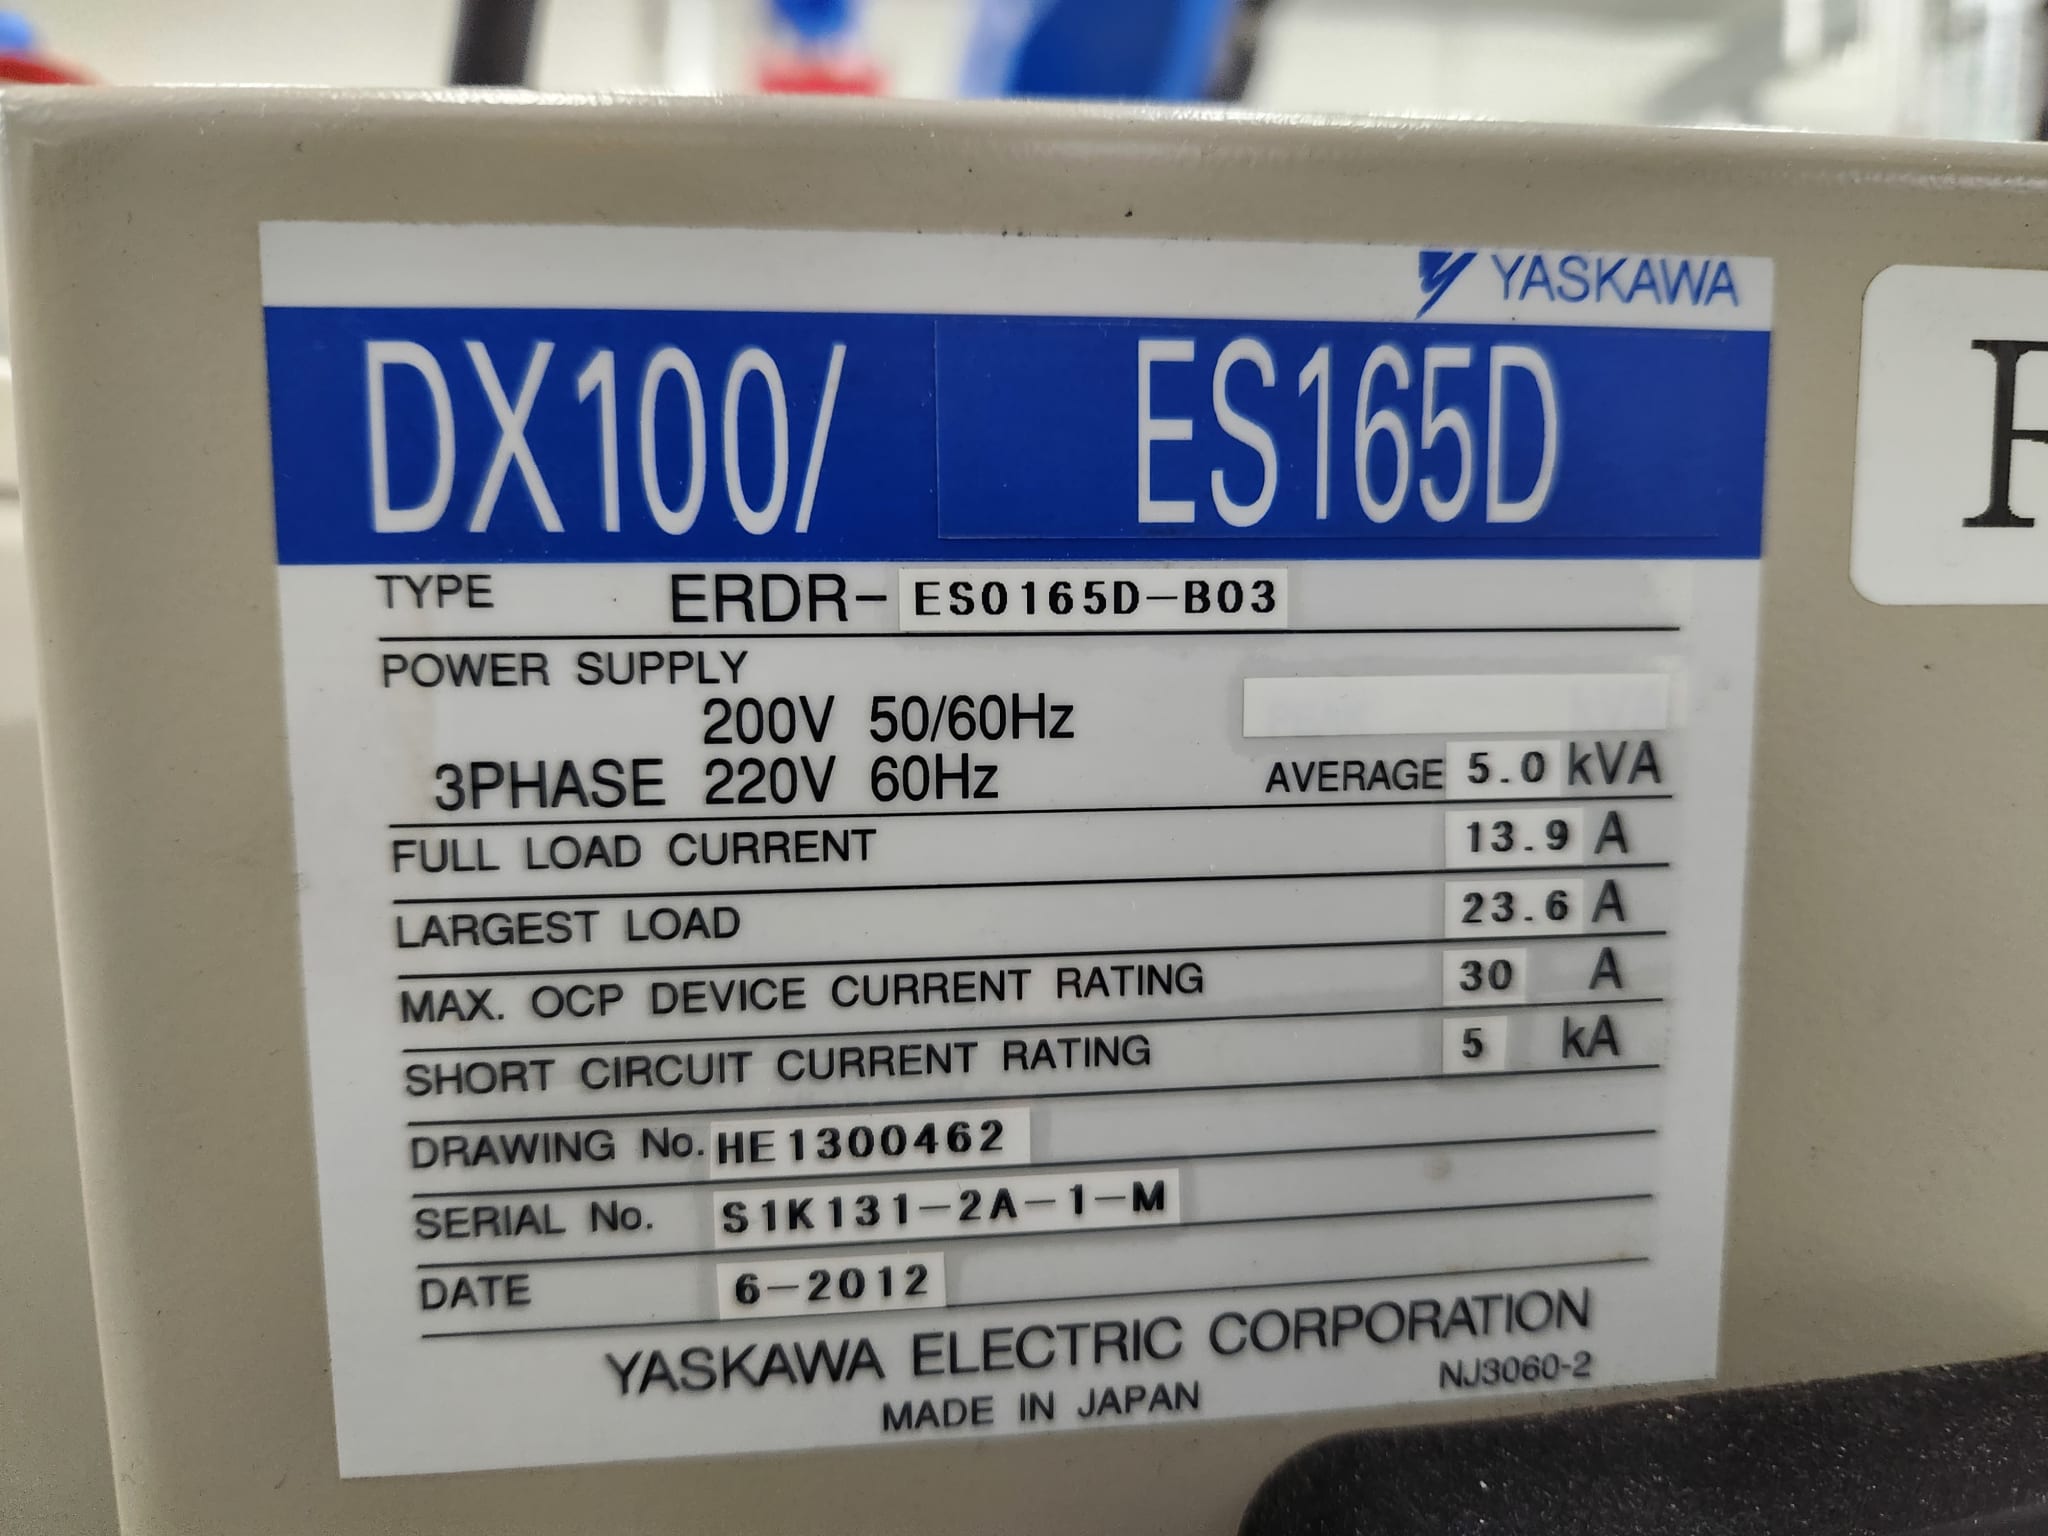 YASKAWA
DX100/ ES165D
TYPE ERDR-ES0165D-B03
POWER SUPPLY
200V 50/60Hz
3PHASE 220V 60Hz AVERAGE 5.0 kVA
FULL LOAD CURRENT 13.9 A
LARGEST LOAD 23.6 A
MAX. OCP DEVICE CURRENT RATING 30 A
SHORT CIRCUIT CURRENT RATING 5 kA
DRAWING No. HE1300462
SERIAL No. S1K131-2A-1-M
DATE 6-2012
YASKAWA ELECTRIC CORPORATION
MADE IN JAPAN NJ3060-2